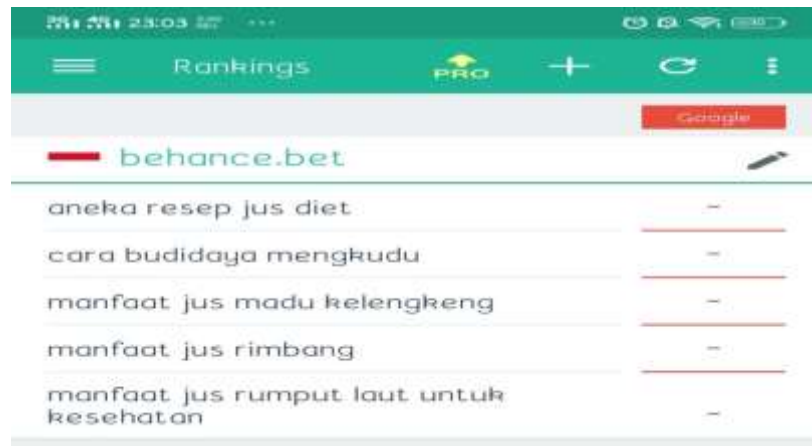 23:03
Rankings
PRO
Google
behance.bet
aneka resep jus diet
-
cara budidaya mengkudu
-
manfaat jus madu kelengkeng
-
manfaat jus rimbang
-
manfaat jus rumput laut untuk
kesehatan
-